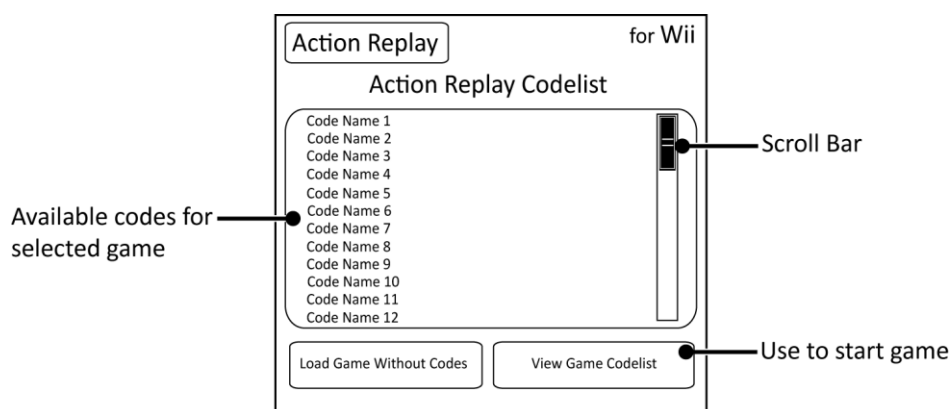 Action Replay
for Wii
Action Replay Codelist
Code Name 1
Code Name 2
Code Name 3
Code Name 4
Code Name 5
Code Name 6
Code Name 7
Code Name 8
Code Name 9
Code Name 10
Code Name 11
Code Name 12
Scroll Bar
Available codes for
selected game
Load Game Without Codes
View Game Codelist
Use to start game